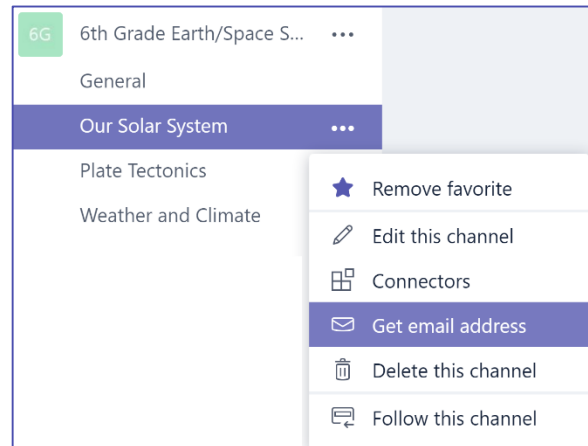 6G 6th Grade Earth/Space S... •••
General
Our Solar System •••
Plate Tectonics
Weather and Climate
Remove favorite
Edit this channel
Connectors
Get email address
Delete this channel
Follow this channel